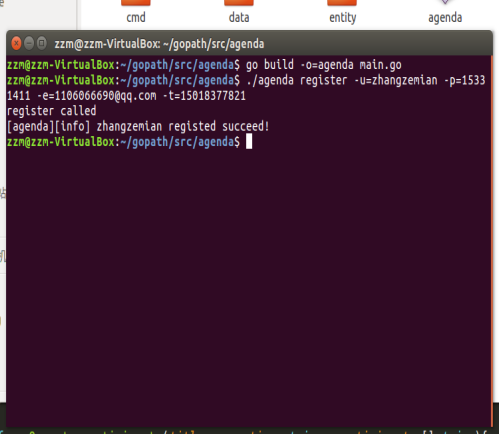 cmd data entity agenda
zzm@zzm-VirtualBox: ~/gopath/src/agenda
zzm@zzm-VirtualBox:~/gopath/src/agenda$ go build -o=agenda main.go
zzm@zzm-VirtualBox:~/gopath/src/agenda$ ./agenda register -u=zhangzemian -p=1533
1411 -e=1106066690@qq.com -t=15018377821
register called
[agenda][info] zhangzemian registed succeed!
zzm@zzm-VirtualBox:~/gopath/src/agenda$